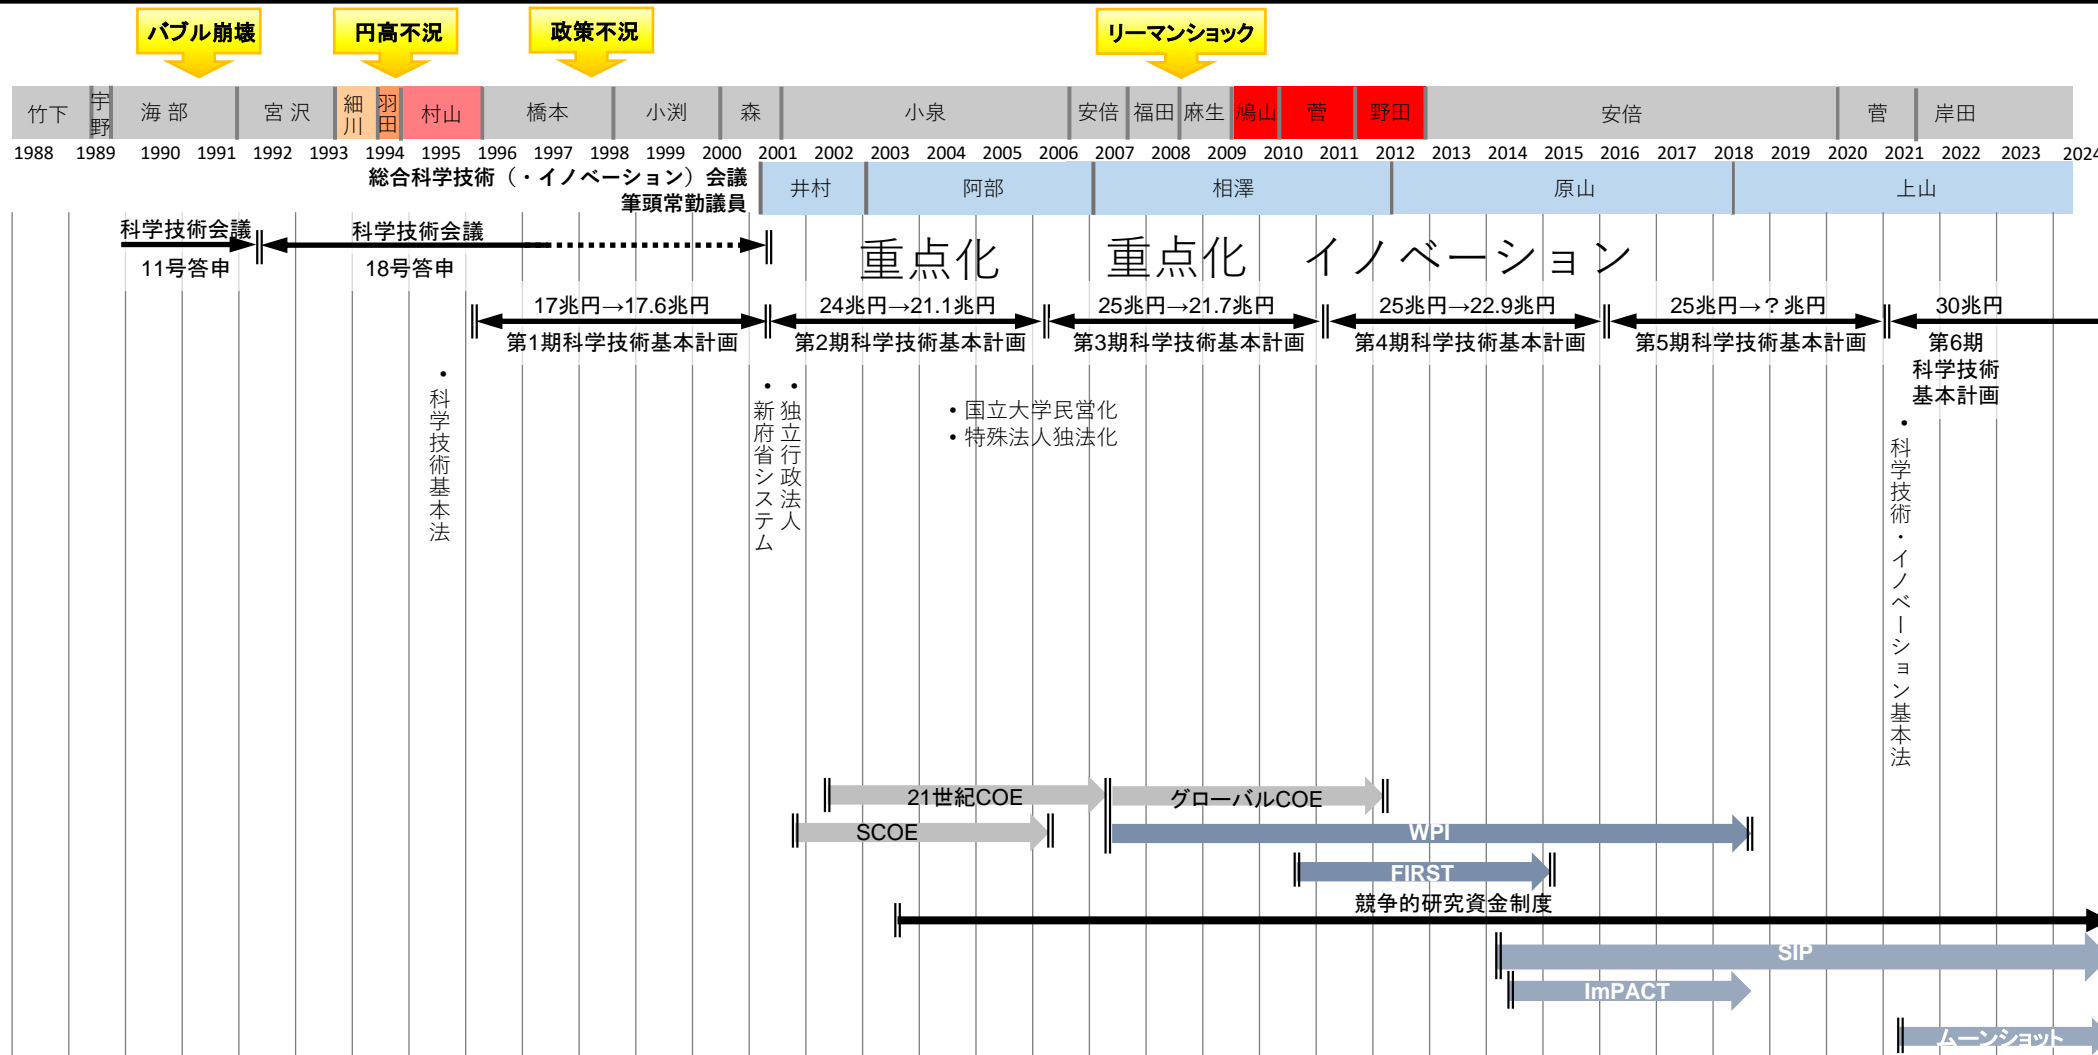 バブル崩壊
円高不況
政策不況
リーマンショック
竹下
宇野
海部
宮沢
細川
羽田
村山
橋本
小渕
森
小泉
安倍
福田
麻生
鳩山
菅
野田
安倍
菅
岸田
1988 1989 1990 1991 1992 1993 1994 1995 1996 1997 1998 1999 2000 2001 2002 2003 2004 2005 2006 2007 2008 2009 2010 2011 2012 2013 2014 2015 2016 2017 2018 2019 2020 2021 2022 2023 2024
総合科学技術（・イノベーション）会議
筆頭常勤議員
井村
阿部
相澤
原山
上山
科学技術会議
11号答申
科学技術会議
18号答申
重点化
重点化
イノベーション
17兆円→17.6兆円
第1期科学技術基本計画
24兆円→21.1兆円
第2期科学技術基本計画
25兆円→21.7兆円
第3期科学技術基本計画
25兆円→22.9兆円
第4期科学技術基本計画
25兆円→？兆円
第5期科学技術基本計画
30兆円
第6期
科学技術
基本計画
・科学技術基本法
・独立行政法人
・新府省システム
・国立大学民営化
・特殊法人独法化
・科学技術・イノベーション基本法
21世紀COE
グローバルCOE
SCOE
WPI
FIRST
競争的研究資金制度
SIP
ImPACT
ムーンショット